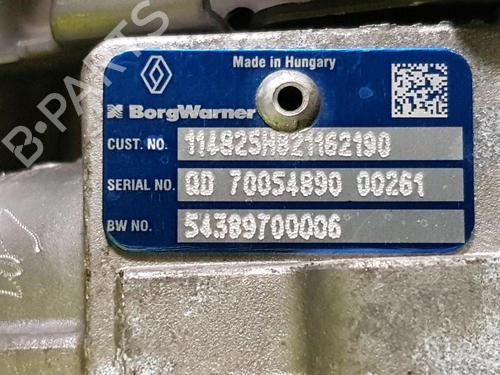 B-PARTS
Made in Hungary
BorgWarner
CUST. NO. 114825H821162190
SERIAL NO. QD 70054890 00261
BW NO. 54389700006